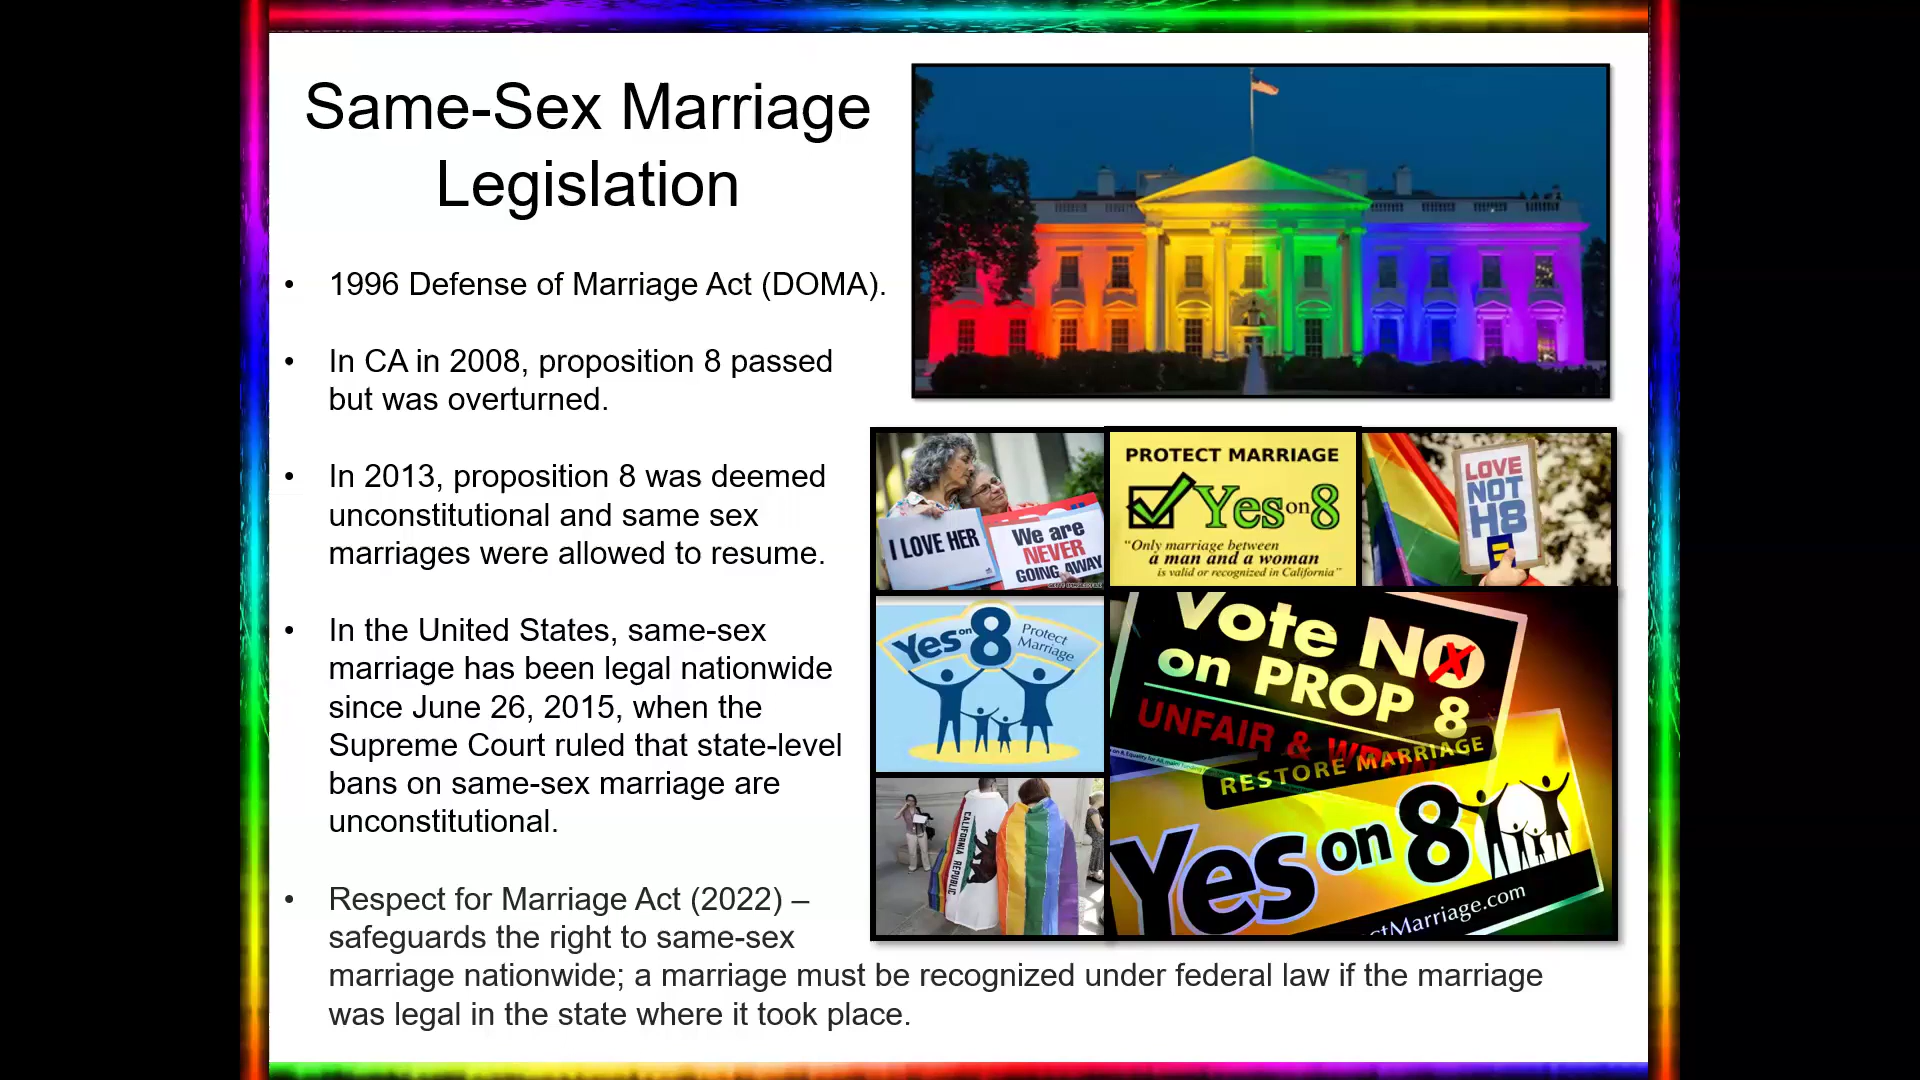 Same-Sex Marriage
Legislation
• 1996 Defense of Marriage Act (DOMA).
• In CA in 2008, proposition 8 passed
but was overturned.
• In 2013, proposition 8 was deemed
unconstitutional and same sex
marriages were allowed to resume.
• In the United States, same-sex
marriage has been legal nationwide
since June 26, 2015, when the
Supreme Court ruled that state-level
bans on same-sex marriage are
unconstitutional.
• Respect for Marriage Act (2022) –
safeguards the right to same-sex
marriage nationwide; a marriage must be recognized under federal law if the marriage
was legal in the state where it took place.
I LOVE HER
We are
NEVER
GOING AWAY
PROTECT MARRIAGE
Yes on 8
“Only marriage between
a man and a woman
is valid or recognized in California”
LOVE
NOT
H8
Yes on 8
Protect
Marriage
CALIFORNIA REPUBLIC
Vote NO
on PROP 8
UNFAIR &
RESTORE MARRIAGE
Yes on 8
ctMarriage.com